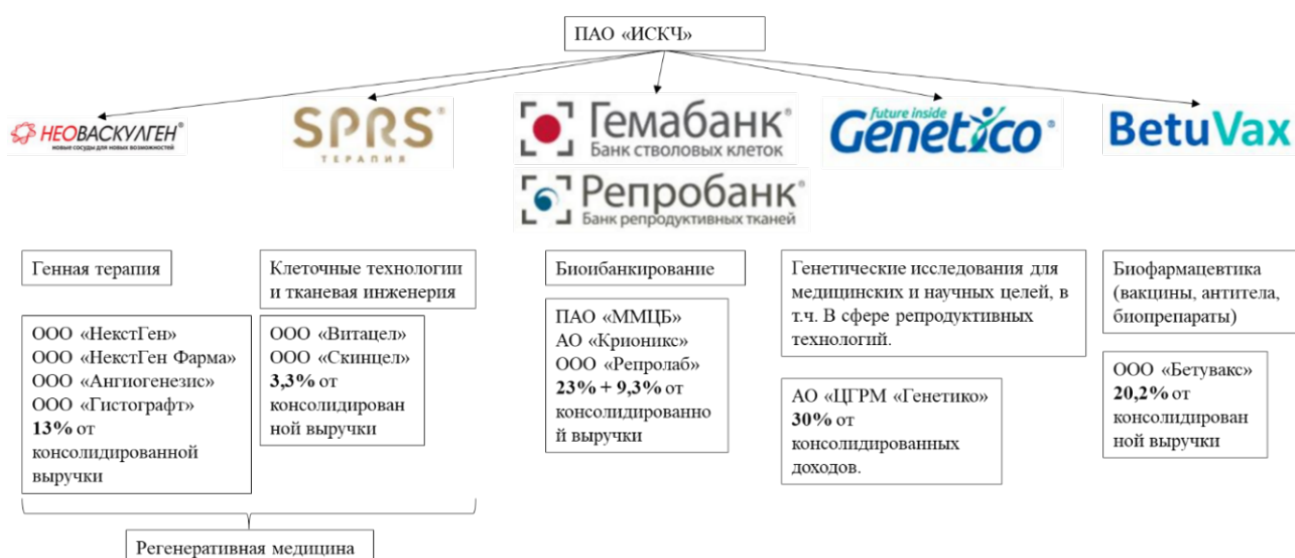 ПАО «ИСКЧ»
НЕОВАСКУЛГЕН®
новые сосуды для новых возможностей
SPRS®
ТЕРАПИЯ
Гемабанк®
Банк стволовых клеток
Репробанк®
Банк репродуктивных тканей
future inside
Genetico®
BetuVax
Генная терапия
ООО «НекстГен»
ООО «НекстГен Фарма»
ООО «Ангиогенезис»
ООО «Гистографт»
13% от
консолидированной
выручки
Клеточные технологии
и тканевая инженерия
ООО «Витацел»
ООО «Скинцел»
3,3% от
консолидирован
ной выручки
Регенеративная медицина
Биоибанкирование
ПАО «ММЦБ»
АО «Крионикс»
ООО «Репролаб»
23% + 9,3% от
консолидированно
й выручки
Генетические исследования для
медицинских и научных целей, в
т.ч. В сфере репродуктивных
технологий.
АО «ЦГРМ «Генетико»
30% от
консолидированных
доходов.
Биофармацевтика
(вакцины, антитела,
биопрепараты)
ООО «Бетувакс»
20,2% от
консолидирован
ной выручки